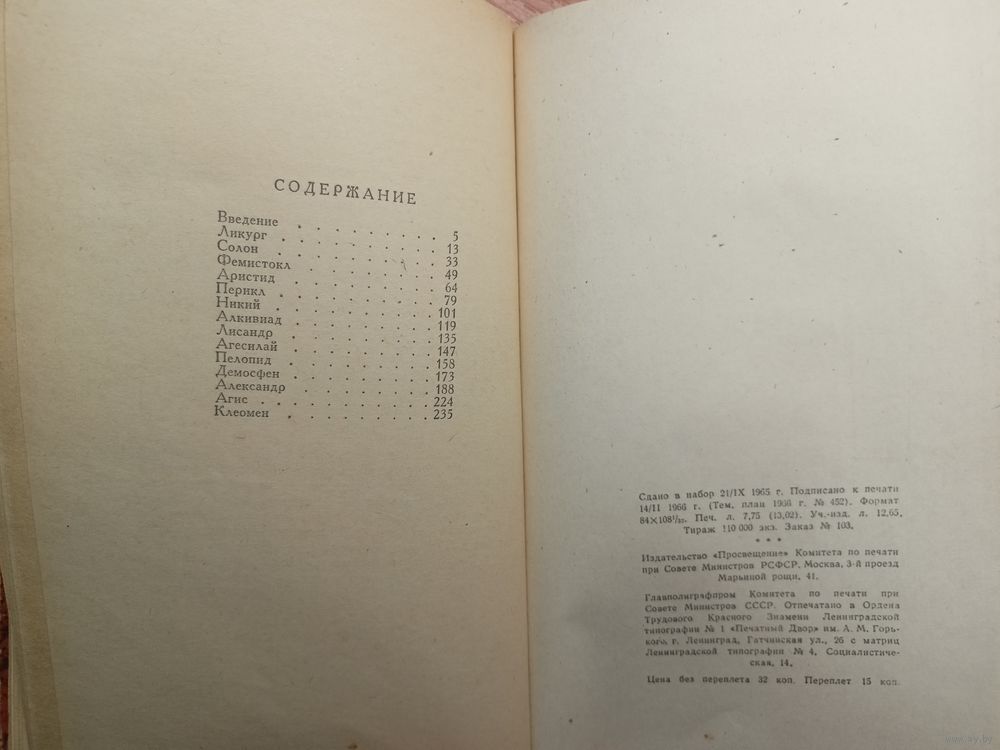 СОДЕРЖАНИЕ
Введение . . . . . . . . . 5
Ликург . . . . . . . . . 13
Солон . . . . . . . . . 33
Фемистокл . . . . . . . . 49
Аристид . . . . . . . . . 64
Перикл . . . . . . . . . 79
Никий . . . . . . . . . 101
Алкивиад . . . . . . . . 119
Лисандр . . . . . . . . 135
Агесилай . . . . . . . . 147
Пелопид . . . . . . . . 158
Демосфен . . . . . . . . 173
Александр . . . . . . . . 188
Агис . . . . . . . . . 224
Клеомен . . . . . . . . 235
Сдано в набор 21/IX 1965 г. Подписано к печати
14/II 1966 г. (Тем. план 1966 г. № 452). Формат
84×108¹/₃₂. Печ. л. 7,75 (13,02). Уч.-изд. л. 12,65.
Тираж 110 000 экз. Заказ № 103.
* * *
Издательство «Просвещение» Комитета по печати
при Совете Министров РСФСР. Москва, 3-й проезд
Марьиной рощи, 41.
Главполиграфпром Комитета по печати при
Совете Министров СССР. Отпечатано в Ордена
Трудового Красного Знамени Ленинградской
типографии № 1 «Печатный Двор» им. А. М. Горь-
кого, г. Ленинград, Гатчинская ул., 26 с матриц
Ленинградской типографии № 4, Социалистиче-
ская, 14.
Цена без переплета 32 коп. Переплет 15 коп.
www.ay.by